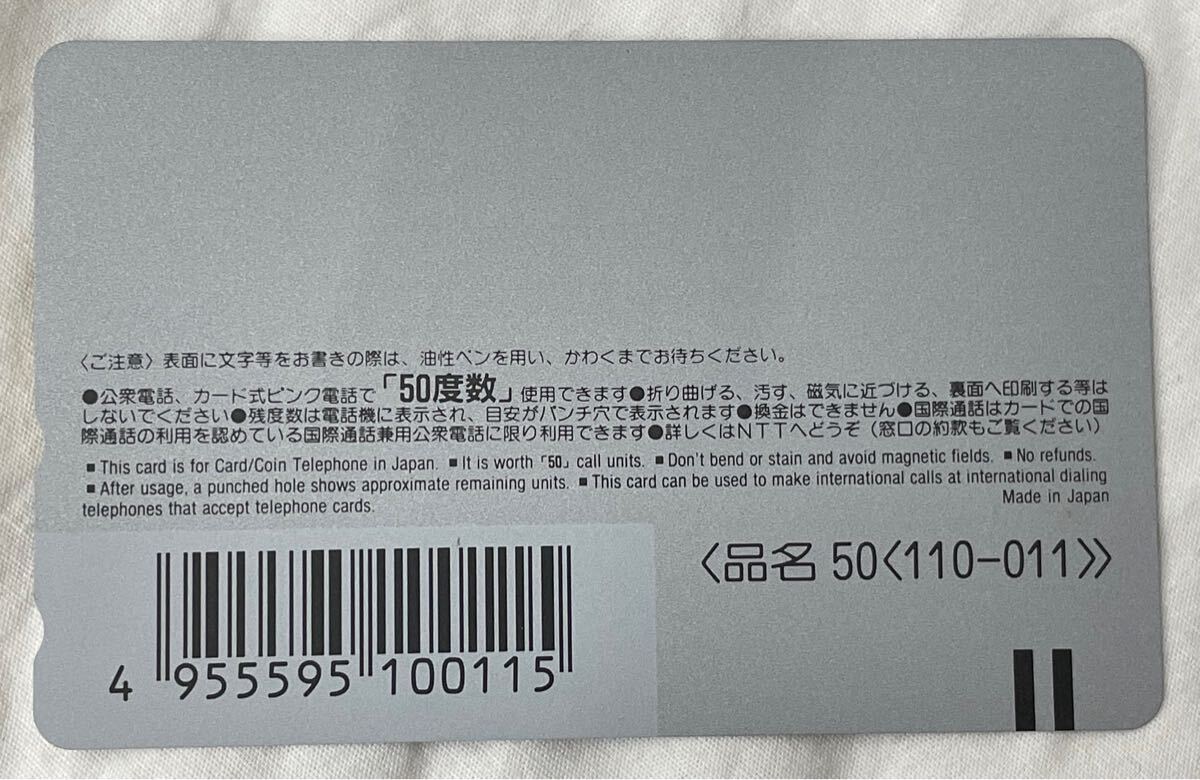 〈ご注意〉表面に文字等をお書きの際は、油性ペンを用い、かわくまでお待ちください。
●公衆電話、カード式ピンク電話で「50度数」使用できます●折り曲げる、汚す、磁気に近づける、裏面へ印刷する等は
しないでください●残度数は電話機に表示され、目安がパンチ穴で表示されます●換金はできません●国際通話はカードでの国
際通話の利用を認めている国際通話兼用公衆電話に限り利用できます●詳しくはNTTへどうぞ（窓口の約款もご覧ください）
■This card is for Card/Coin Telephone in Japan. ■It is worth「50」call units. ■Don't bend or stain and avoid magnetic fields. ■No refunds.
■After usage, a punched hole shows approximate remaining units. ■This card can be used to make international calls at international dialing
telephones that accept telephone cards.
Made in Japan
〈品名 50〈110-011〉〉
4 955595 100115